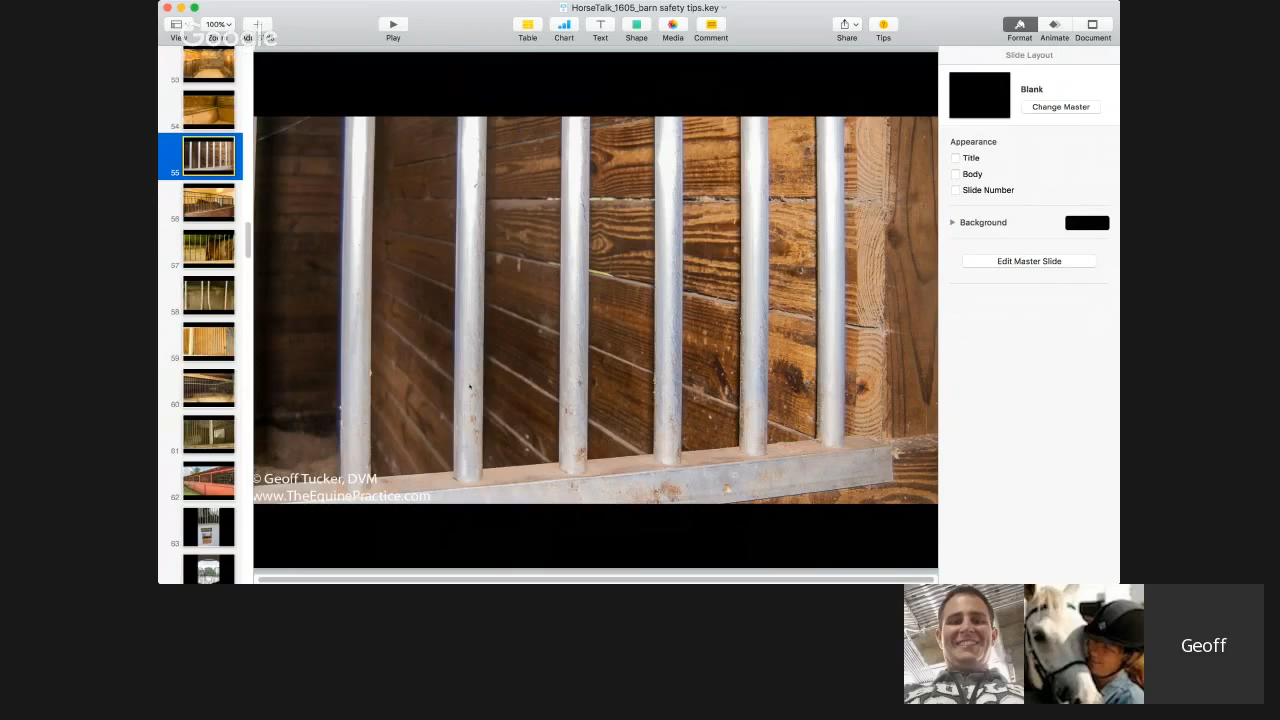 HorseTalk_1605_barn safety tips.key
Google
100%
View
Zoom
Play
Table
Chart
Text
Shape
Media
Comment
Share
Tips
Format
Animate
Document
53
54
55
56
57
58
59
60
61
62
63
© Geoff Tucker, DVM
www.TheEquinePractice.com
Slide Layout
Blank
Change Master
Appearance
Title
Body
Slide Number
Background
Edit Master Slide
Geoff